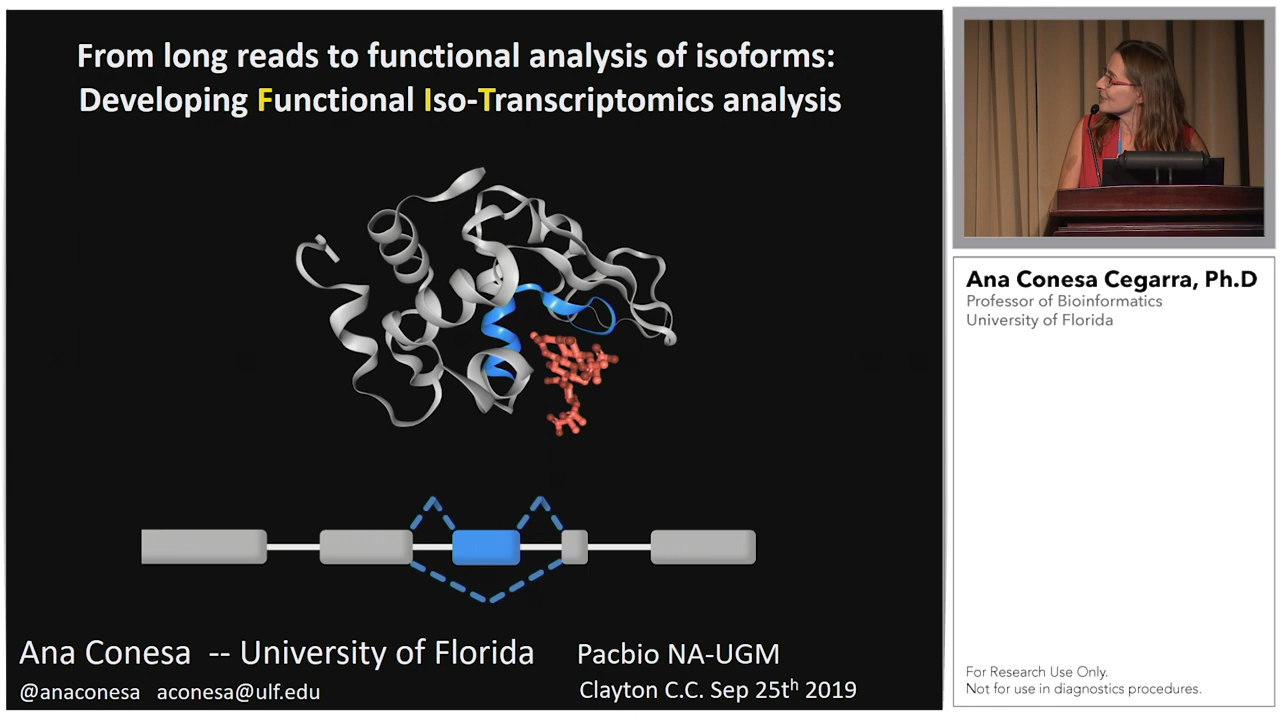 From long reads to functional analysis of isoforms:
Developing Functional Iso-Transcriptomics analysis
Ana Conesa -- University of Florida
@anaconesa aconesa@ulf.edu
Pacbio NA-UGM
Clayton C.C. Sep 25th 2019
Ana Conesa Cegarra, Ph.D
Professor of Bioinformatics
University of Florida
For Research Use Only.
Not for use in diagnostics procedures.